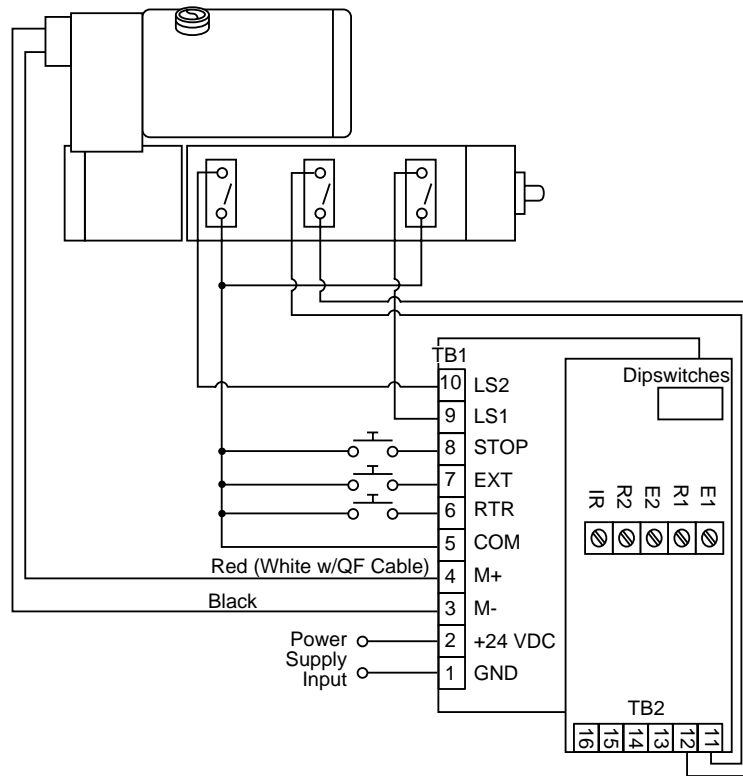 TB1
Dipswitches
10 LS2
9 LS1
8 STOP
7 EXT
6 RTR
5 COM
Red (White w/QF Cable) 4 M+
Black 3 M-
Power
Supply
Input
2 +24 VDC
1 GND
IR R2 E2 R1 E1
TB2
16 15 14 13 12 11